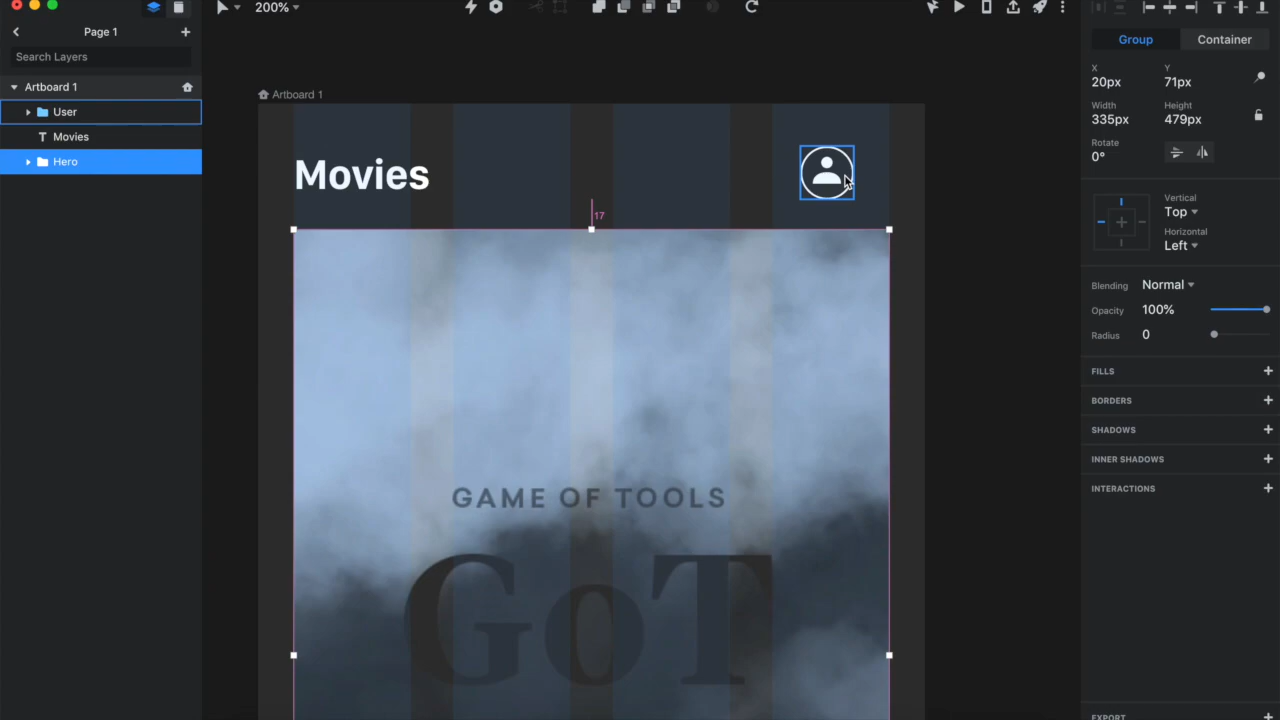 200%
Page 1
Search Layers
Artboard 1
User
T Movies
Hero
Artboard 1
Movies
17
GAME OF TOOLS
GoT
Group Container
X Y
20px 71px
Width Height
335px 479px
Rotate
0°
Vertical
Top
Horizontal
Left
Blending Normal
Opacity 100%
Radius 0
FILLS
BORDERS
SHADOWS
INNER SHADOWS
INTERACTIONS
EXPORT